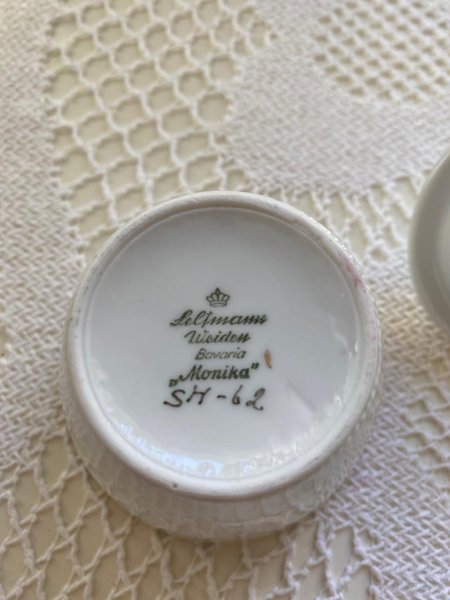 Seltmann
Weiden
Bavaria
„Monika"
SH-62